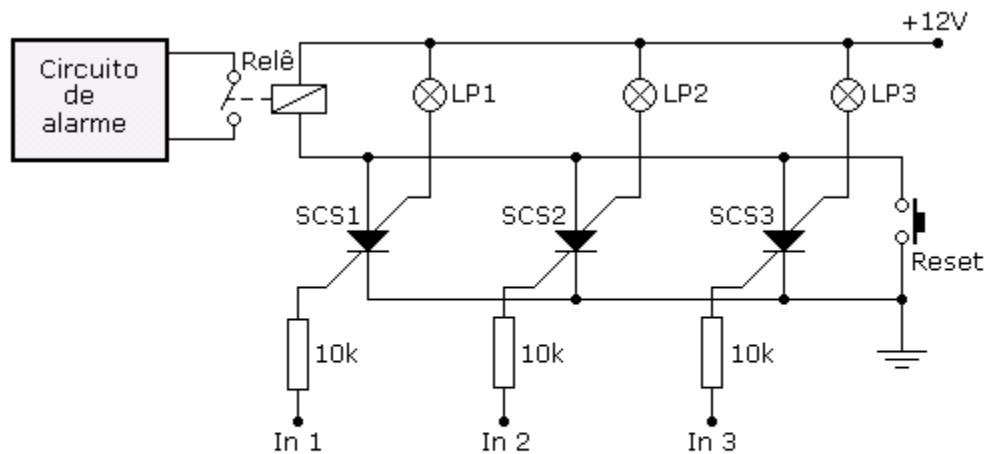 +12V
Circuito
de
alarme
Relê
LP1
LP2
LP3
SCS1
SCS2
SCS3
Reset
10k
10k
10k
In 1
In 2
In 3